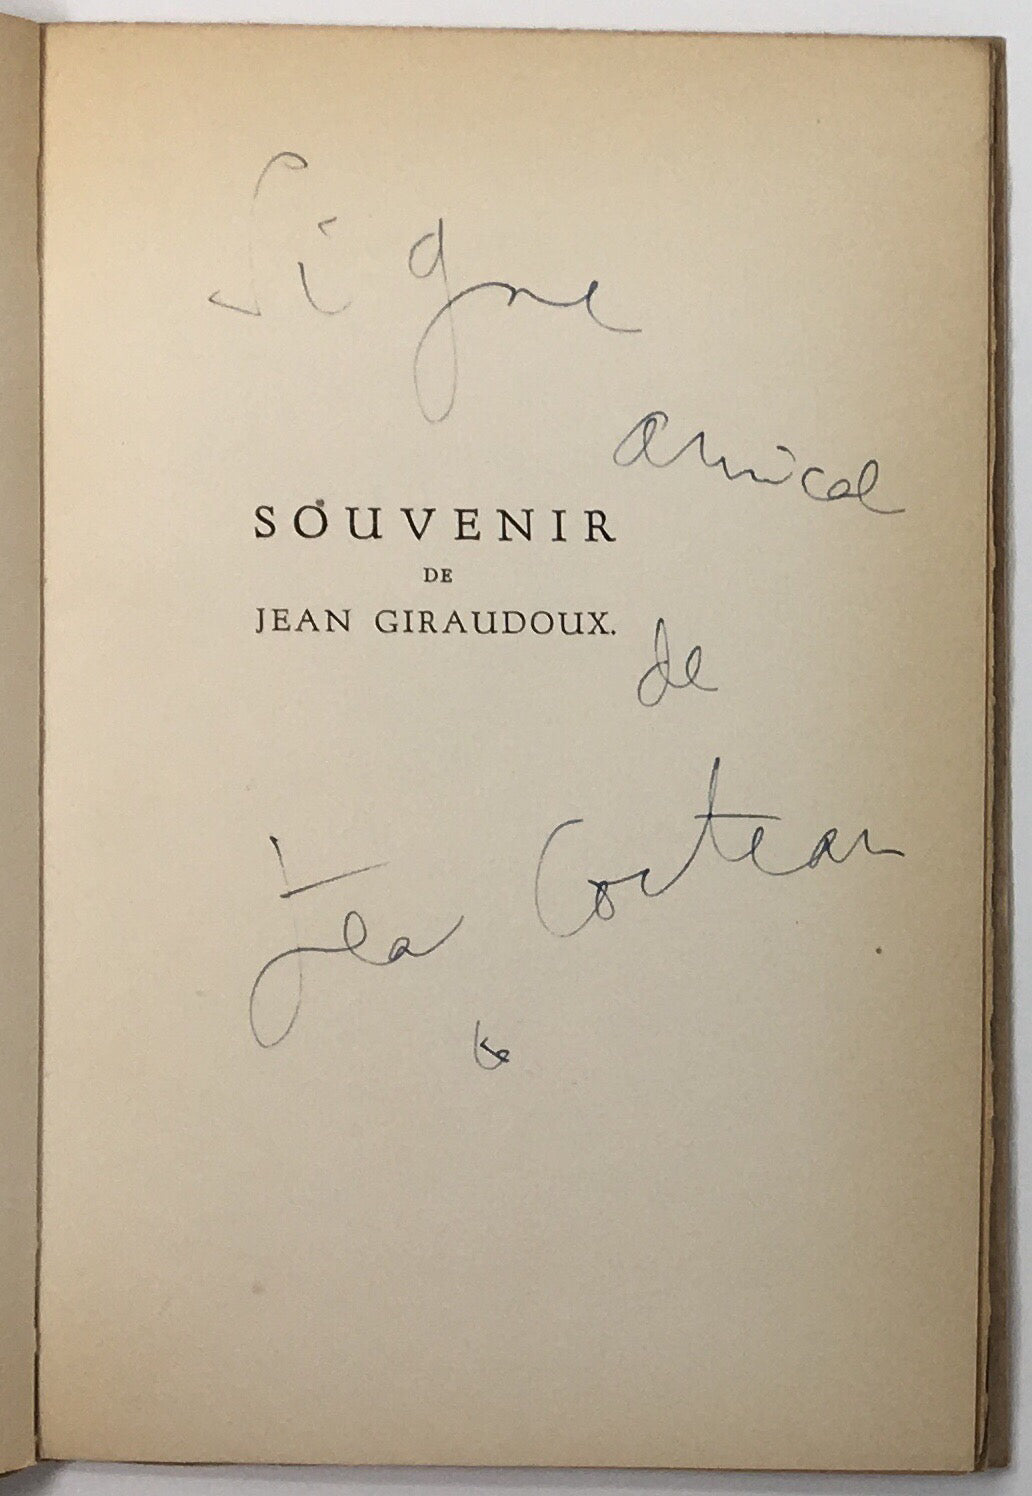 Signe
amical
SOUVENIR
DE
JEAN GIRAUDOUX.
de
Jean Cocteau